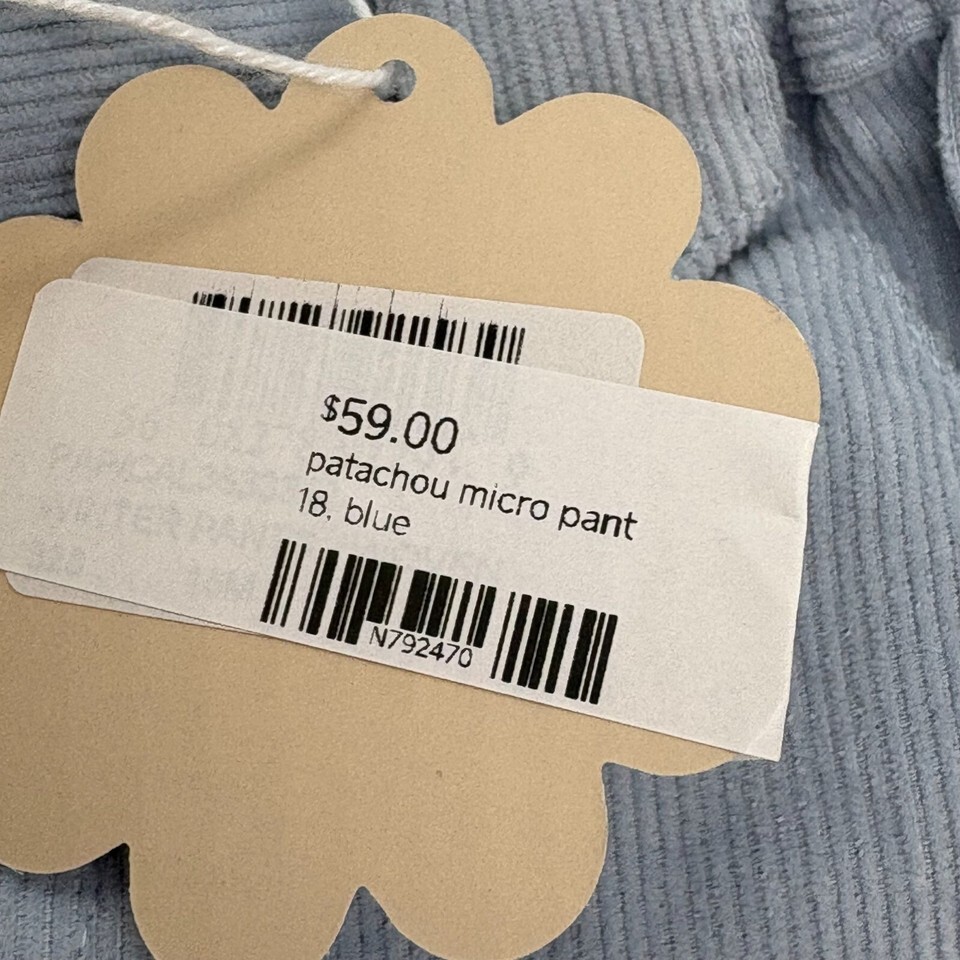 $59.00
patachou micro pant
18, blue
N792470